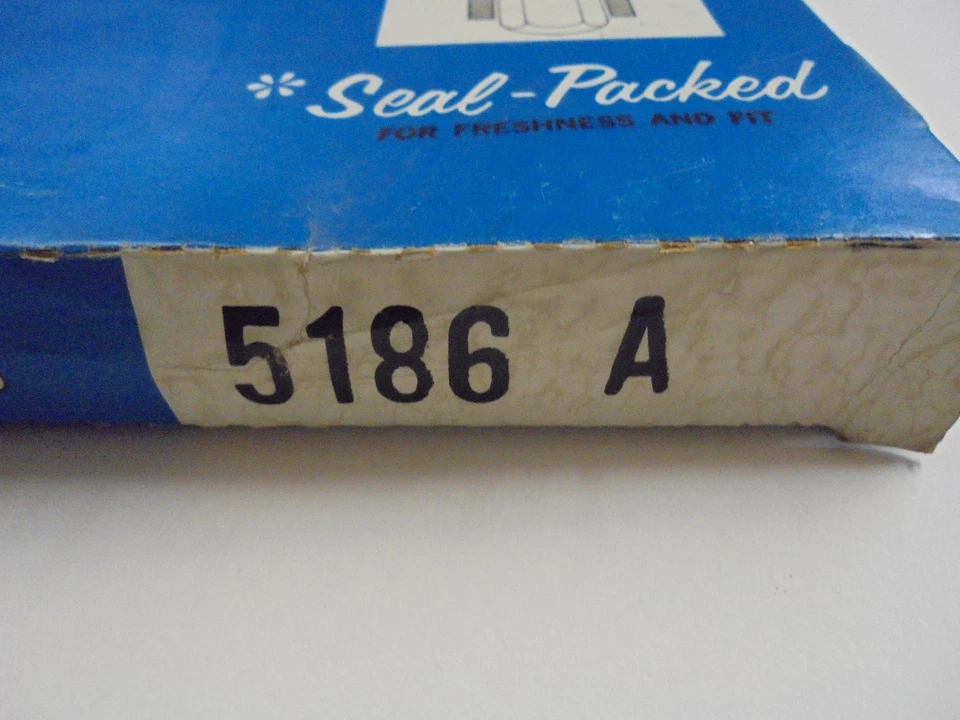 * Seal-Packed
FOR FRESHNESS AND FIT
5186 A